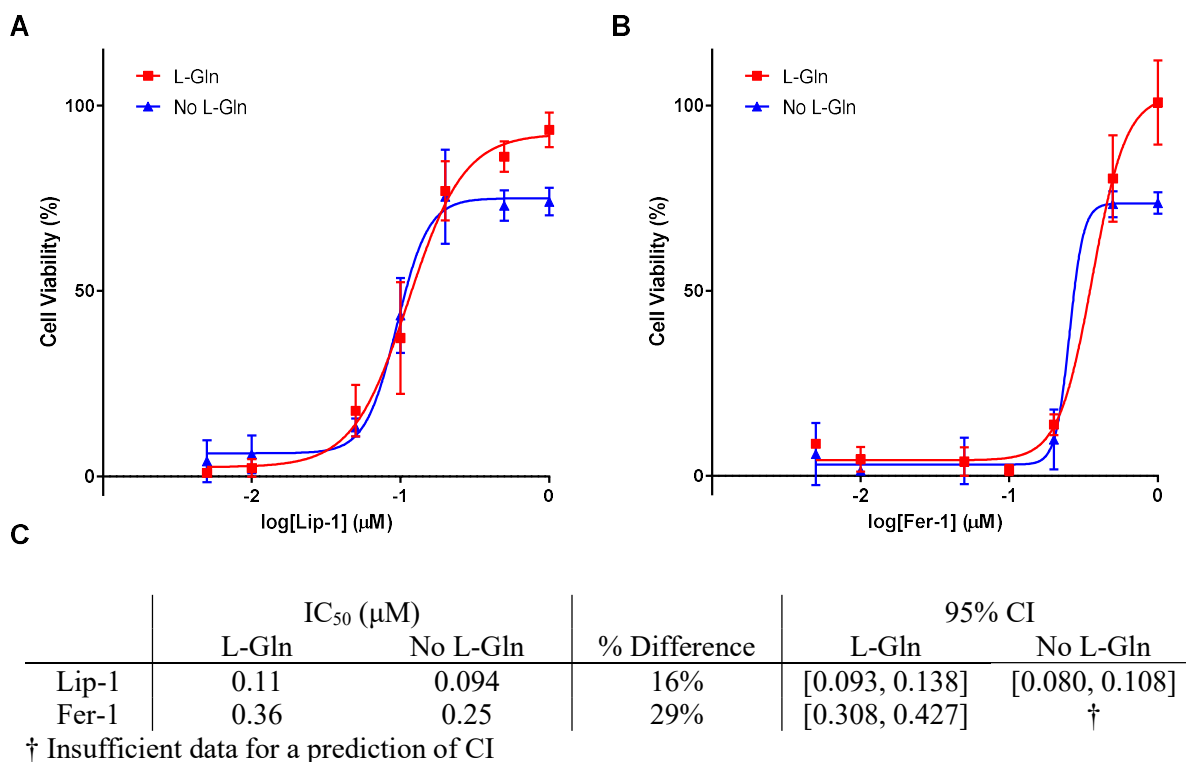 A
L-Gln
No L-Gln
100
50
0
-2 -1 0
Cell Viability (%)
log[Lip-1] (μM)
B
L-Gln
No L-Gln
100
50
0
-2 -1 0
Cell Viability (%)
log[Fer-1] (μM)
C
IC50 (μM) 95% CI
L-Gln No L-Gln % Difference L-Gln No L-Gln
Lip-1 0.11 0.094 16% [0.093, 0.138] [0.080, 0.108]
Fer-1 0.36 0.25 29% [0.308, 0.427] †
† Insufficient data for a prediction of CI